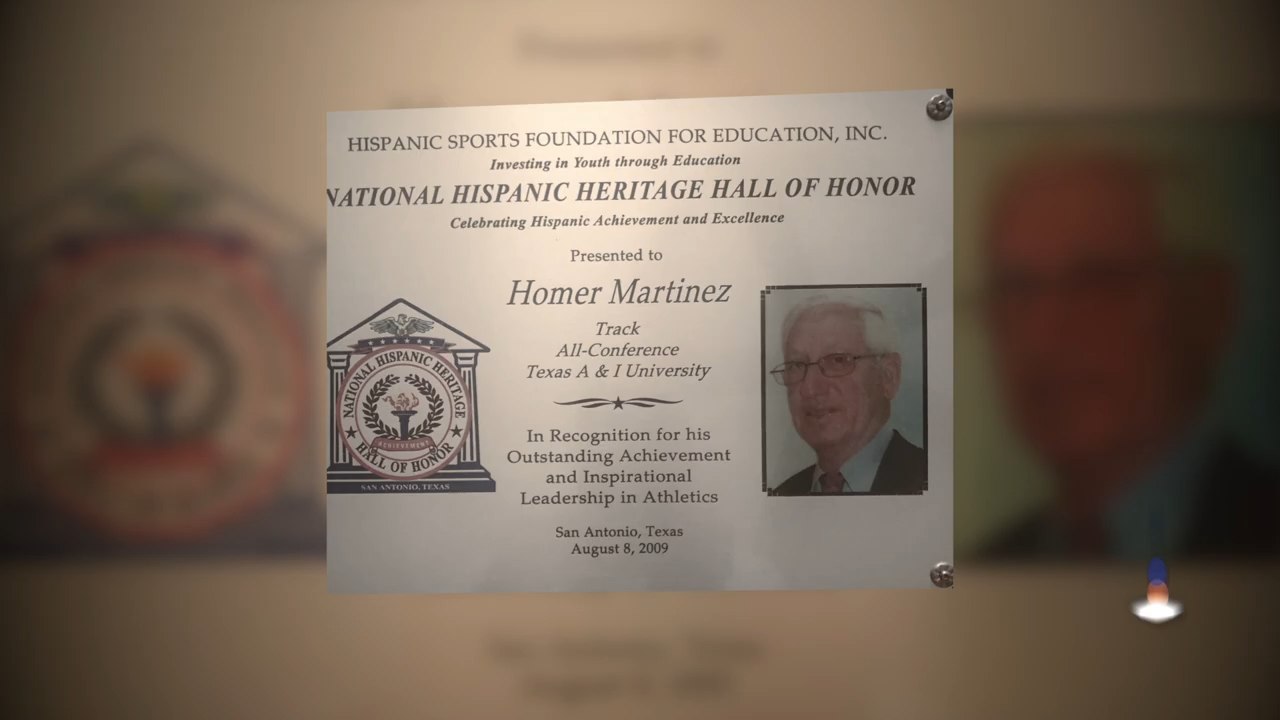 HISPANIC SPORTS FOUNDATION FOR EDUCATION, INC.
Investing in Youth through Education
NATIONAL HISPANIC HERITAGE HALL OF HONOR
Celebrating Hispanic Achievement and Excellence
Presented to
Homer Martinez
Track
All-Conference
Texas A & I University
NATIONAL HISPANIC HERITAGE
ACHIEVEMENT
HALL OF HONOR
SAN ANTONIO, TEXAS
In Recognition for his
Outstanding Achievement
and Inspirational
Leadership in Athletics
San Antonio, Texas
August 8, 2009